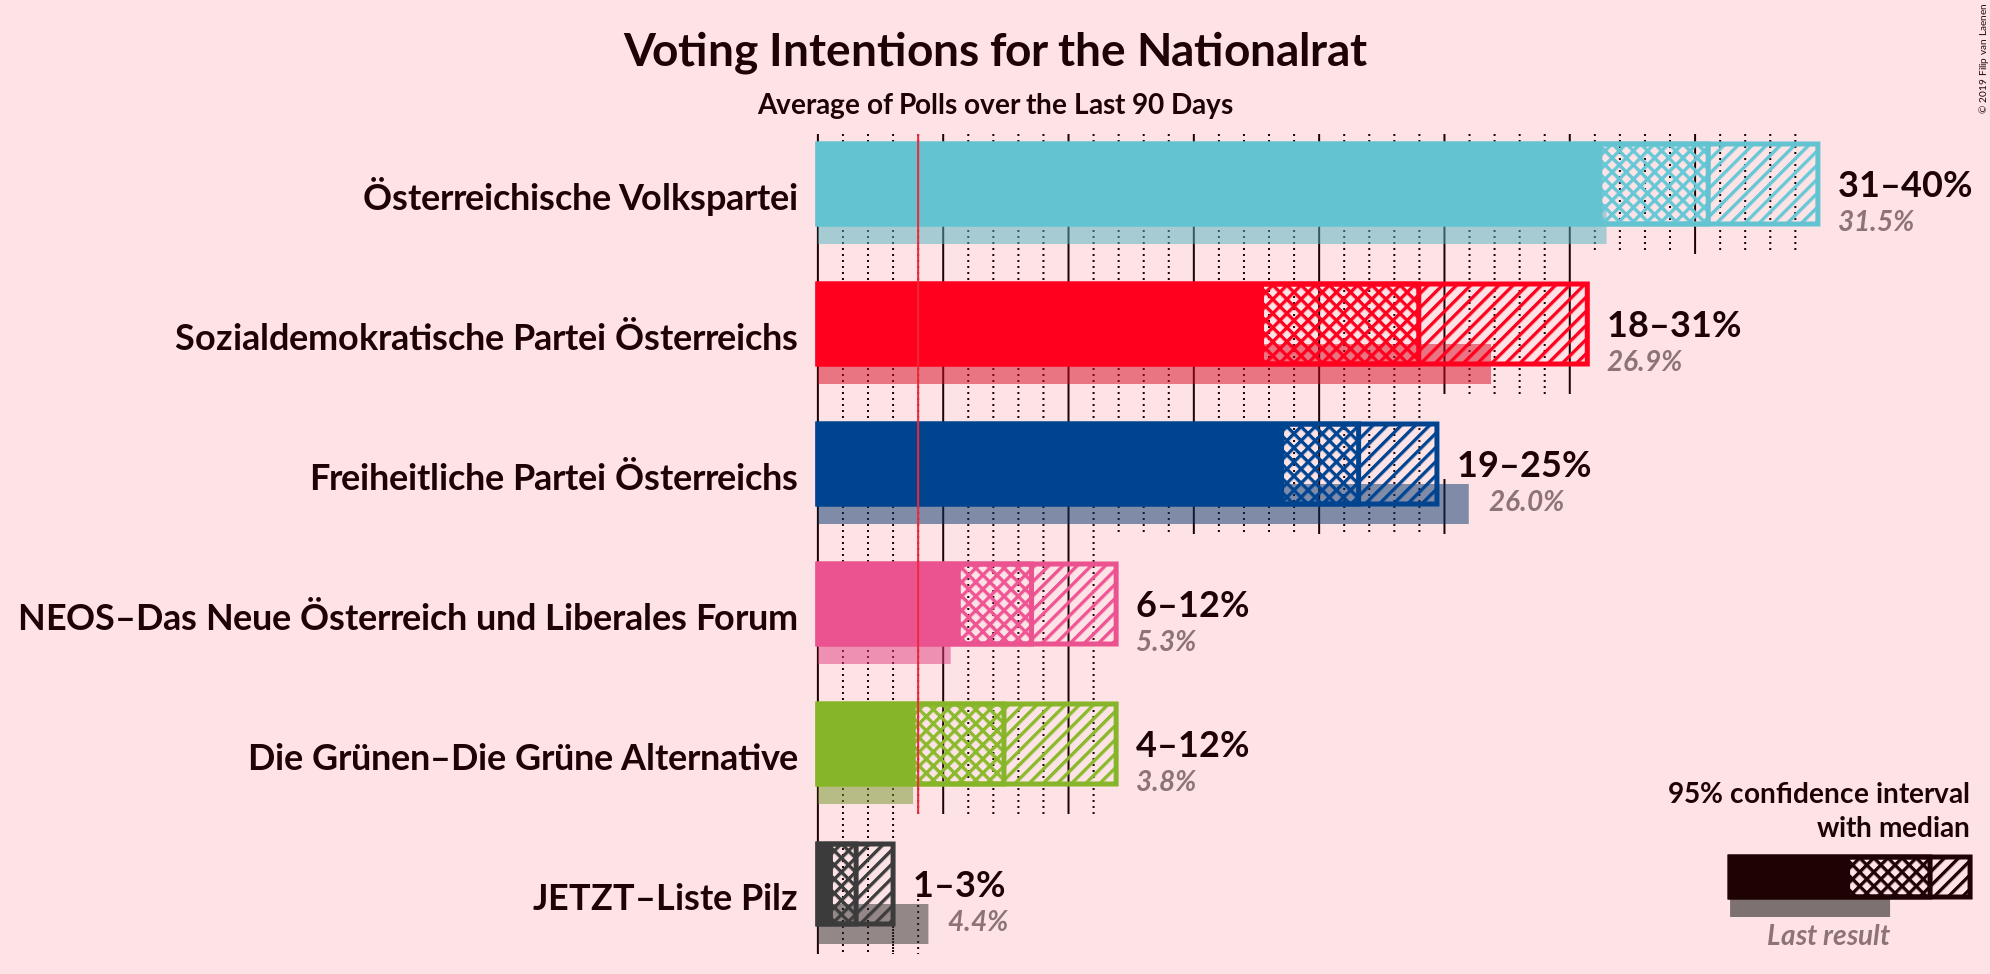 Voting Intentions for the Nationalrat
Average of Polls over the Last 90 Days
© 2019 Filip van Laenen
Österreichische Volkspartei
31–40%
31.5%
Sozialdemokratische Partei Österreichs
18–31%
26.9%
Freiheitliche Partei Österreichs
19–25%
26.0%
NEOS–Das Neue Österreich und Liberales Forum
6–12%
5.3%
Die Grünen–Die Grüne Alternative
4–12%
3.8%
JETZT–Liste Pilz
1–3%
4.4%
95% confidence interval
with median
Last result